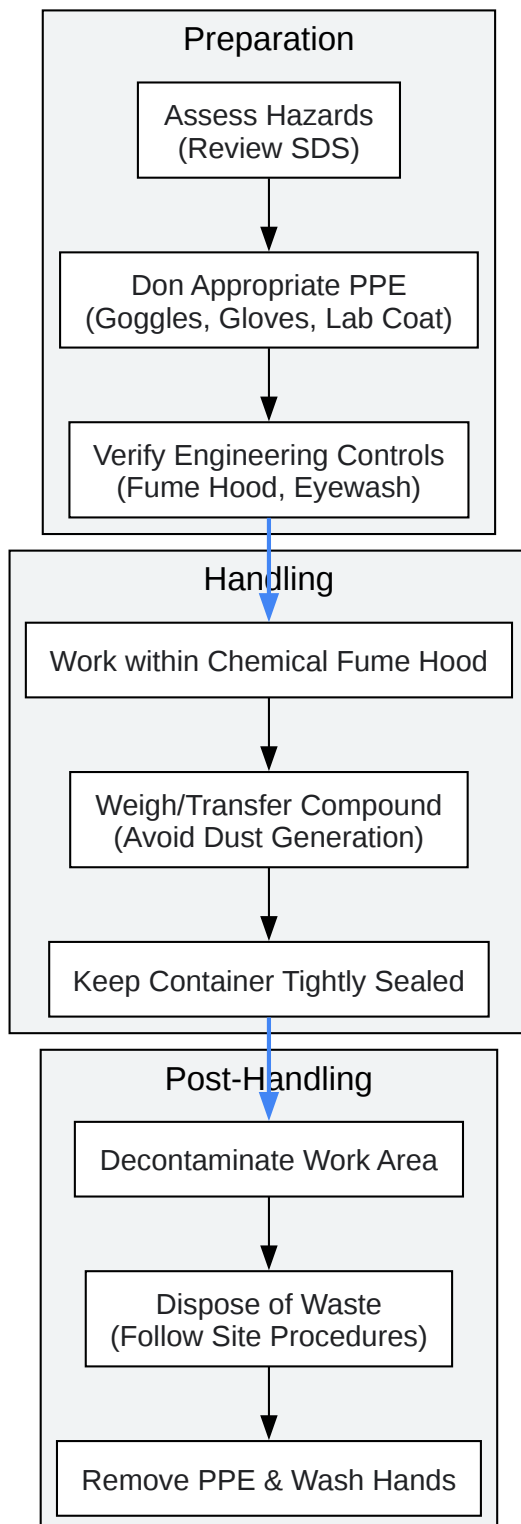 Preparation
Assess Hazards
(Review SDS)
Don Appropriate PPE
(Goggles, Gloves, Lab Coat)
Verify Engineering Controls
(Fume Hood, Eyewash)
Handling
Work within Chemical Fume Hood
Weigh/Transfer Compound
(Avoid Dust Generation)
Keep Container Tightly Sealed
Post-Handling
Decontaminate Work Area
Dispose of Waste
(Follow Site Procedures)
Remove PPE & Wash Hands